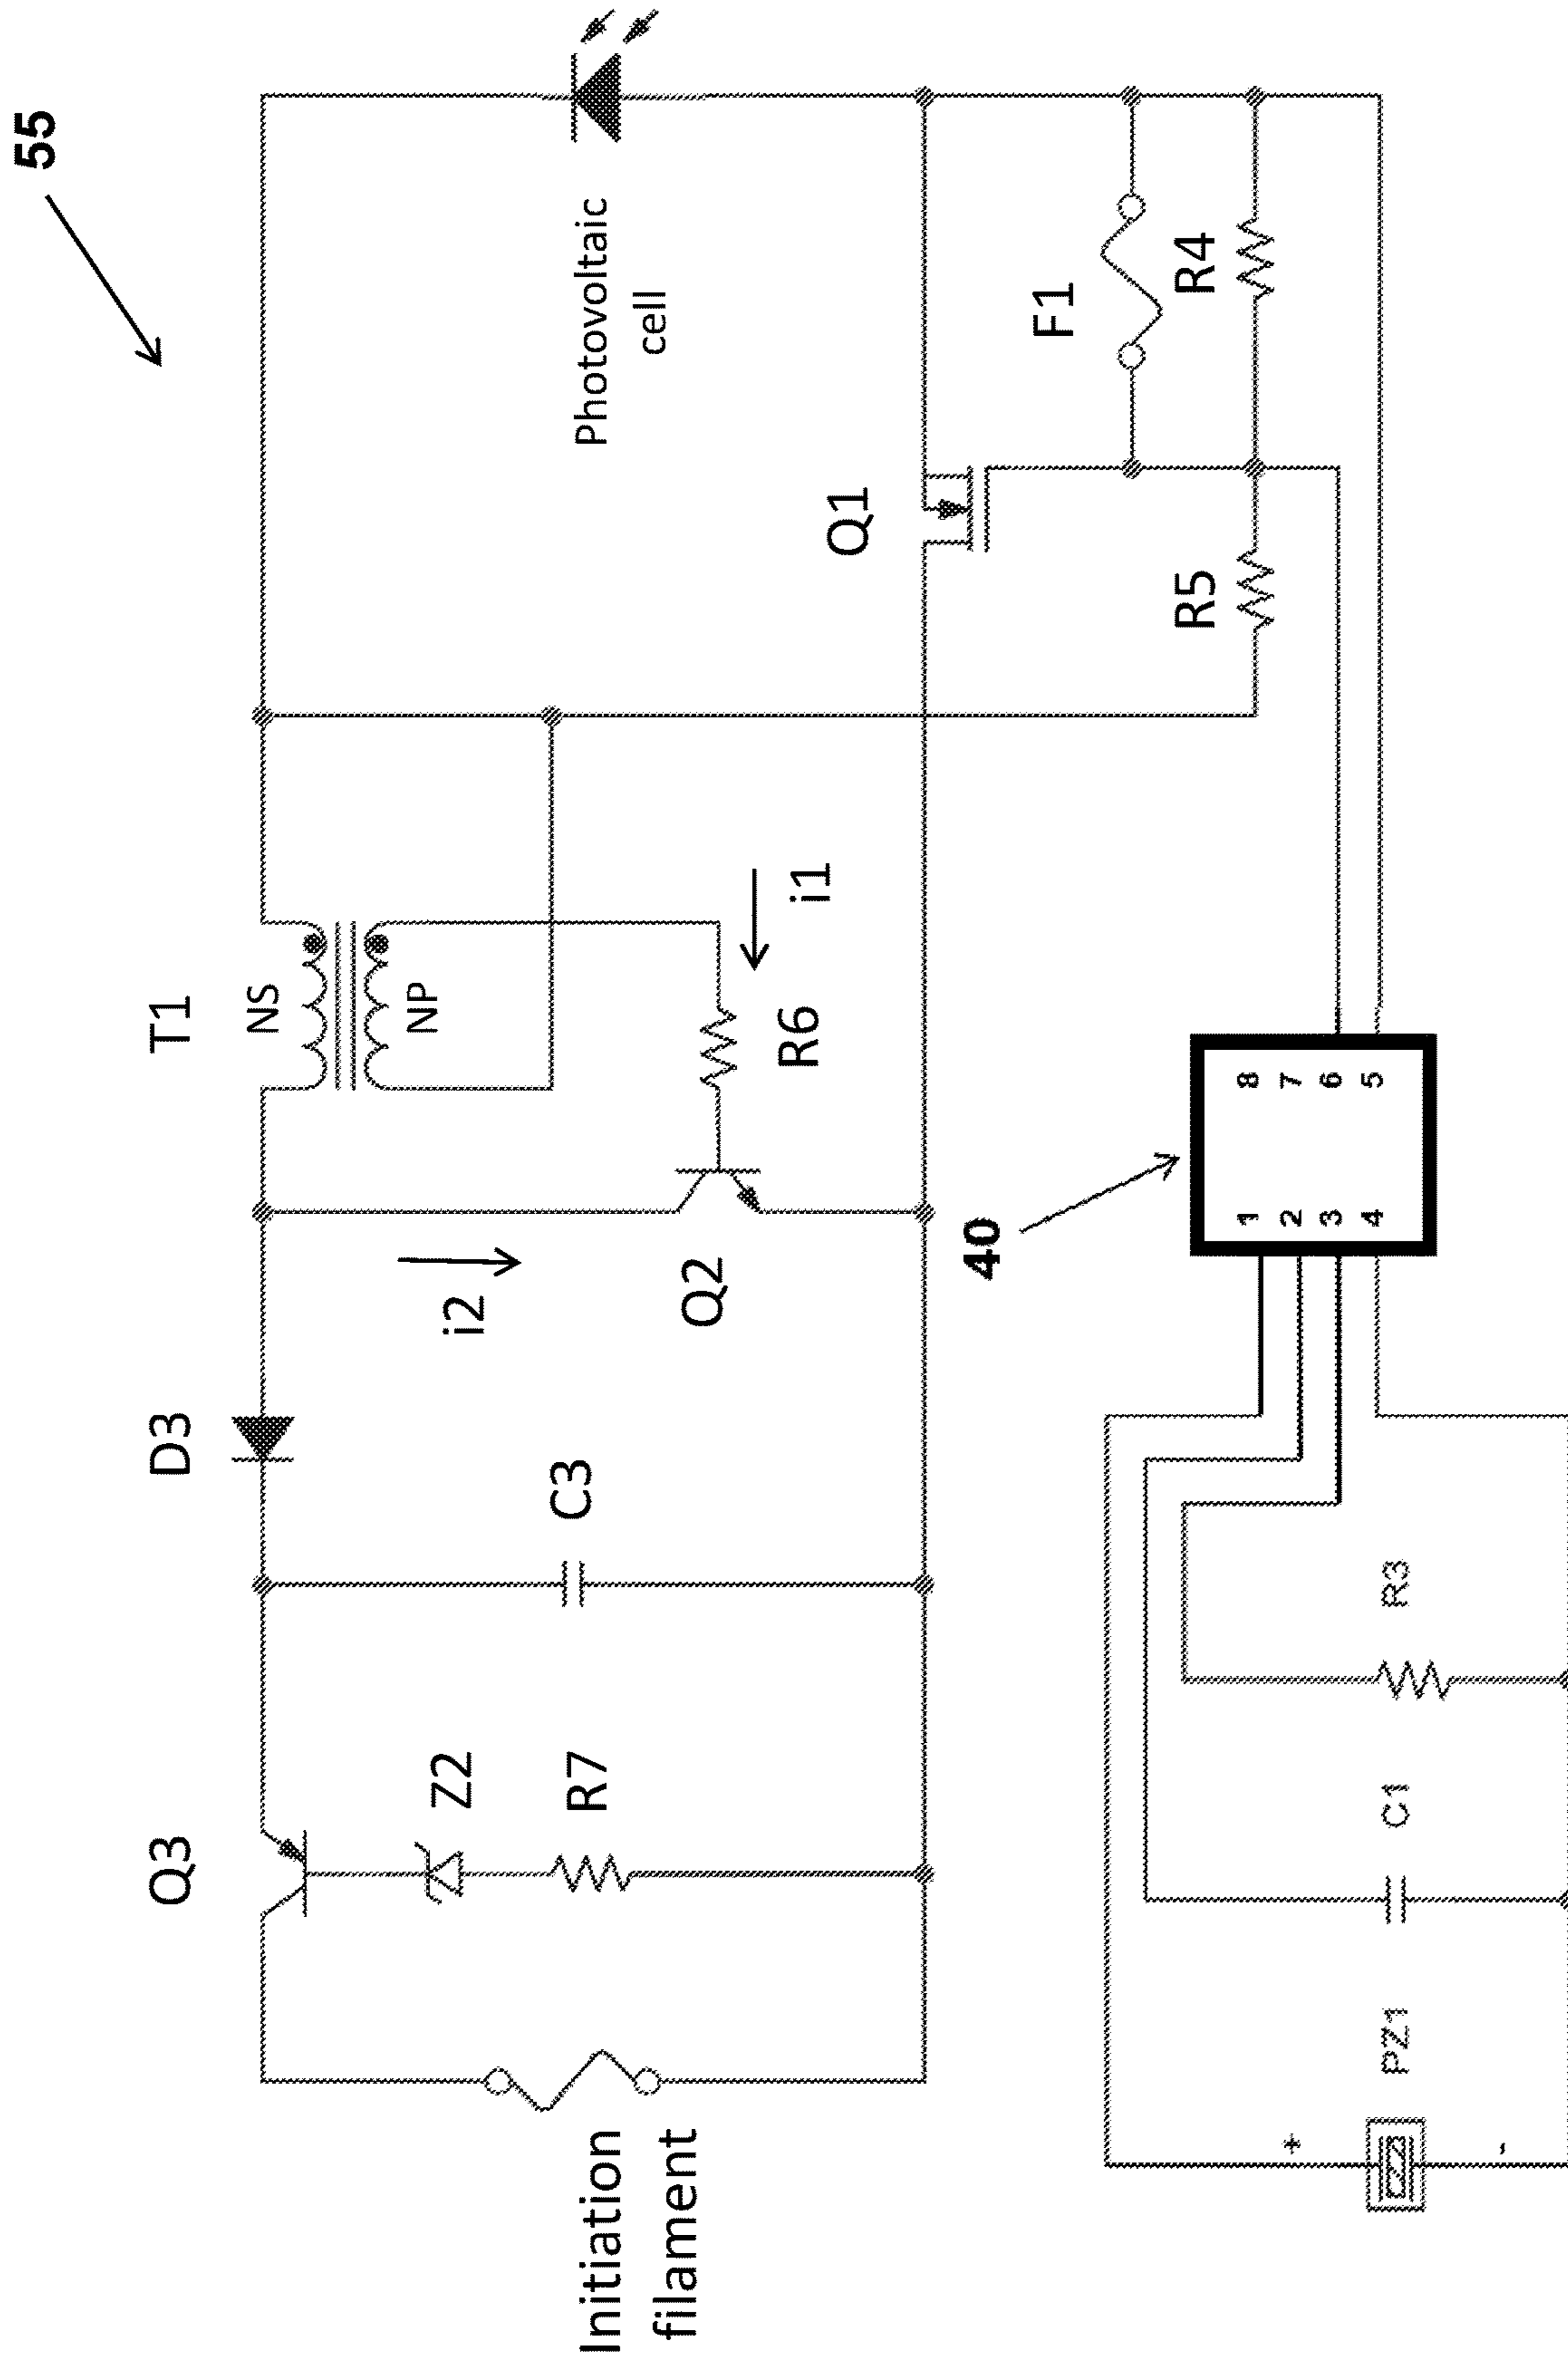 55
Photovoltaic
cell
T1
NS
NP
i1
R6
Q1
F1
R4
R5
D3
i2
Q2
C3
Q3
Z2
R7
Initiation
filament
40
1 8
2 7
3 6
4 5
R3
C1
PZ1
+
-